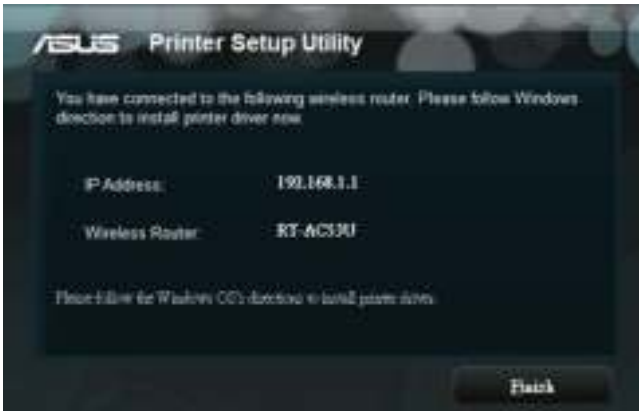 ASUS Printer Setup Utility
You have connected to the following wireless router. Please follow Windows
direction to install printer driver now.
IP Address: 192.168.1.1
Wireless Router: RT-AC53U
Please follow the Windows OS's directions to install printer driver.
Finish